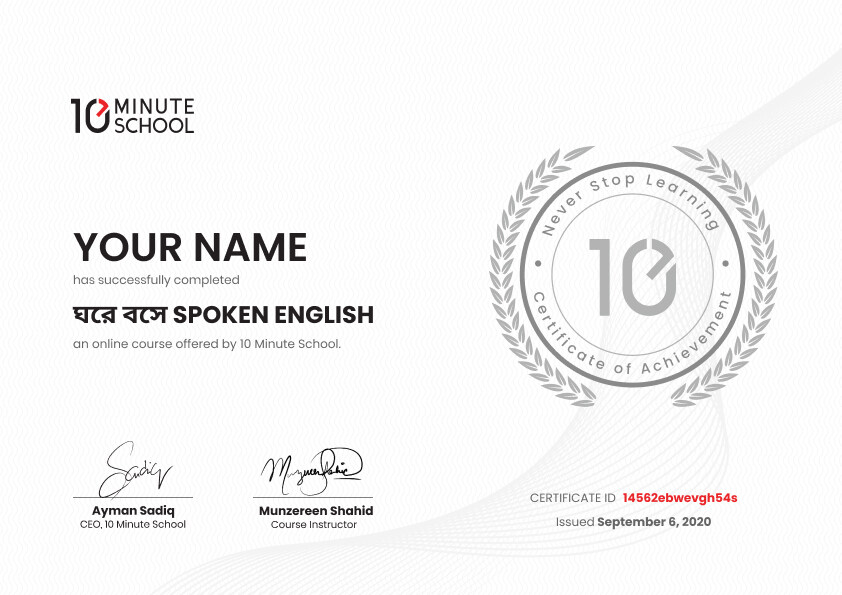 10 MINUTE
SCHOOL
YOUR NAME
has successfully completed
ঘরে বসে SPOKEN ENGLISH
an online course offered by 10 Minute School.
Never Stop Learning
10
Certificate of Achievement
Sadiq
Ayman Sadiq
CEO, 10 Minute School
Munzereen Shahid
Course Instructor
CERTIFICATE ID 14562ebwevgh54s
Issued September 6, 2020